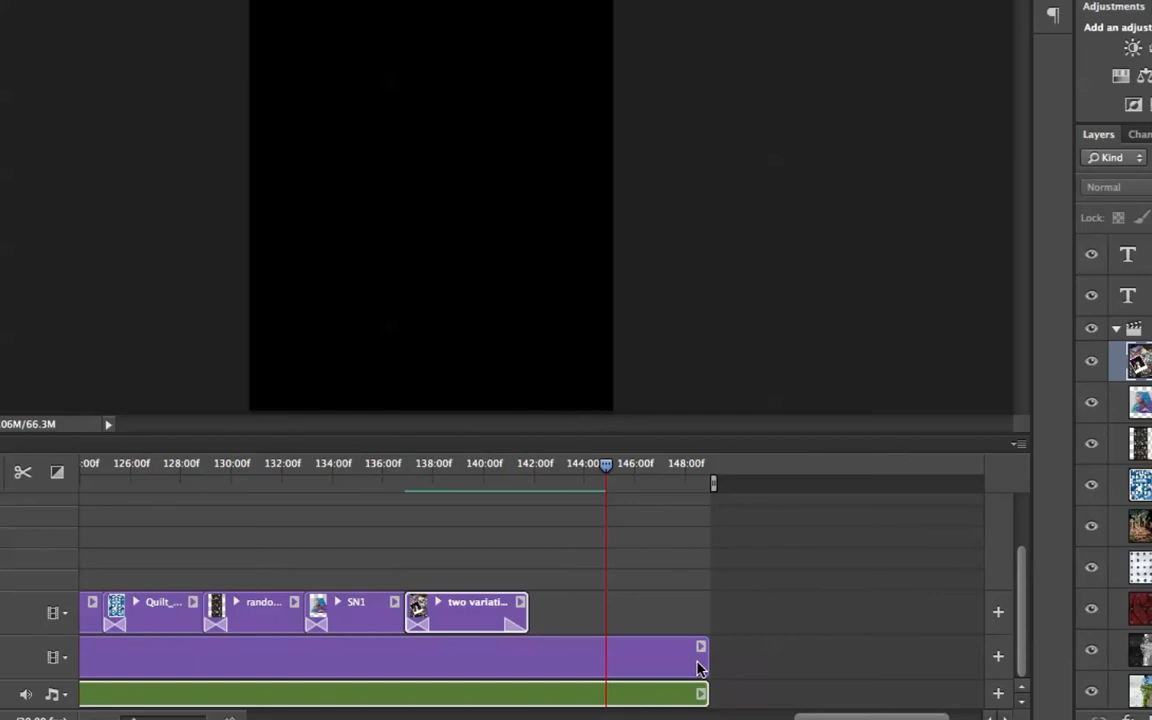 Adjustments
Add an adjust
Layers
Chan
Kind
Normal
Lock:
T
T
06M/66.3M
:00f
126:00f
128:00f
130:00f
132:00f
134:00f
136:00f
138:00f
140:00f
142:00f
144:00
146:00f
148:00f
Quilt_...
rando...
SN1
two variati...